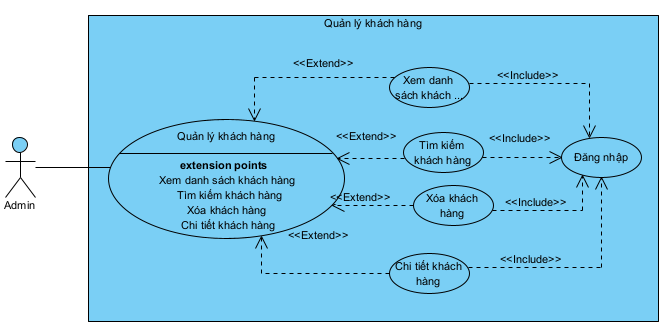 Quản lý khách hàng
<<Extend>>
Xem danh
sách khách ...
<<Include>>
Quản lý khách hàng
extension points
Xem danh sách khách hàng
Tìm kiếm khách hàng
Xóa khách hàng
Chi tiết khách hàng
<<Extend>>
Tìm kiếm
khách hàng
<<Include>>
Đăng nhập
Admin
<<Extend>>
Xóa khách
hàng
<<Include>>
<<Extend>>
Chi tiết khách
hàng
<<Include>>